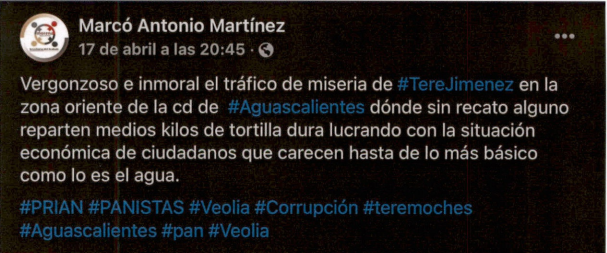 Marcó Antonio Martínez
17 de abril a las 20:45 ·
Vergonzoso e inmoral el tráfico de miseria de #TereJimenez en la
zona oriente de la cd de #Aguascalientes dónde sin recato alguno
reparten medios kilos de tortilla dura lucrando con la situación
económica de ciudadanos que carecen hasta de lo más básico
como lo es el agua.
#PRIAN #PANISTAS #Veolia #Corrupción #teremoches
#Aguascalientes #pan #Veolia